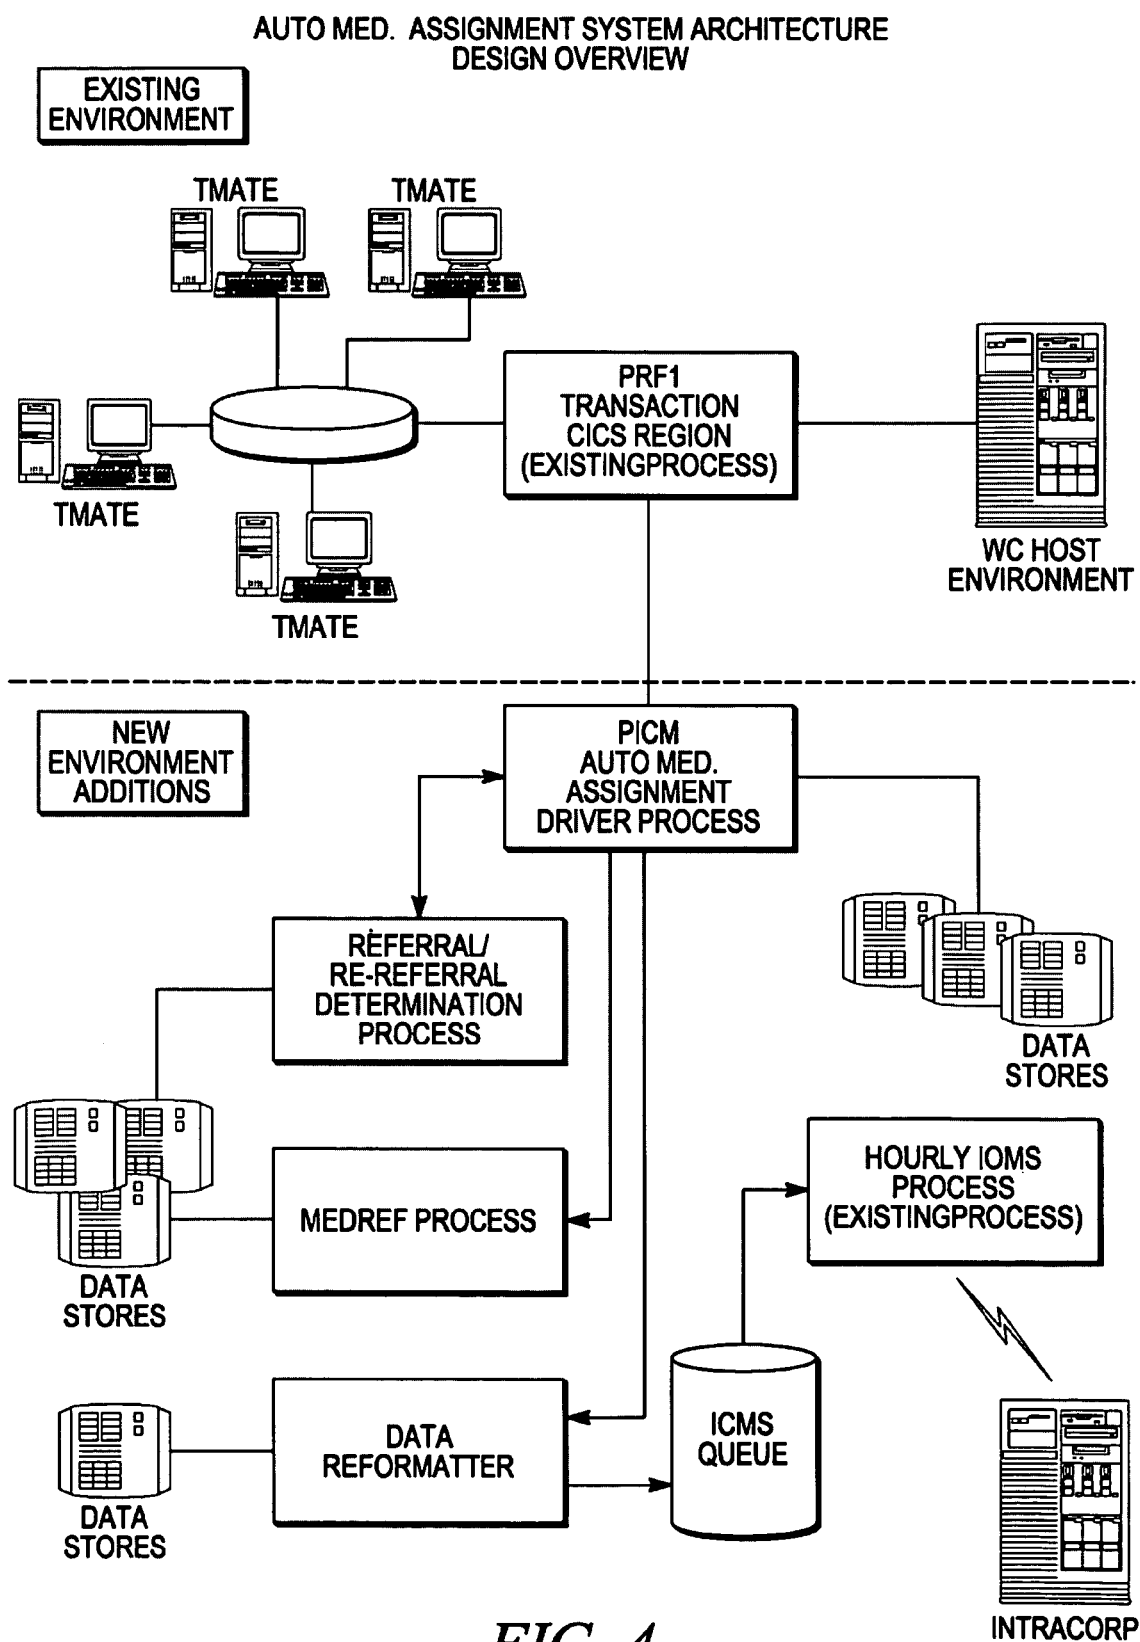 AUTO MED. ASSIGNMENT SYSTEM ARCHITECTURE
DESIGN OVERVIEW
EXISTING
ENVIRONMENT
TMATE
TMATE
TMATE
TMATE
PRF1
TRANSACTION
CICS REGION
(EXISTINGPROCESS)
WC HOST
ENVIRONMENT
NEW
ENVIRONMENT
ADDITIONS
PICM
AUTO MED.
ASSIGNMENT
DRIVER PROCESS
REFERRAL/
RE-REFERRAL
DETERMINATION
PROCESS
DATA
STORES
HOURLY IOMS
PROCESS
(EXISTINGPROCESS)
MEDREF PROCESS
DATA
STORES
ICMS
QUEUE
DATA
REFORMATTER
DATA
STORES
INTRACORP
FIG. 4